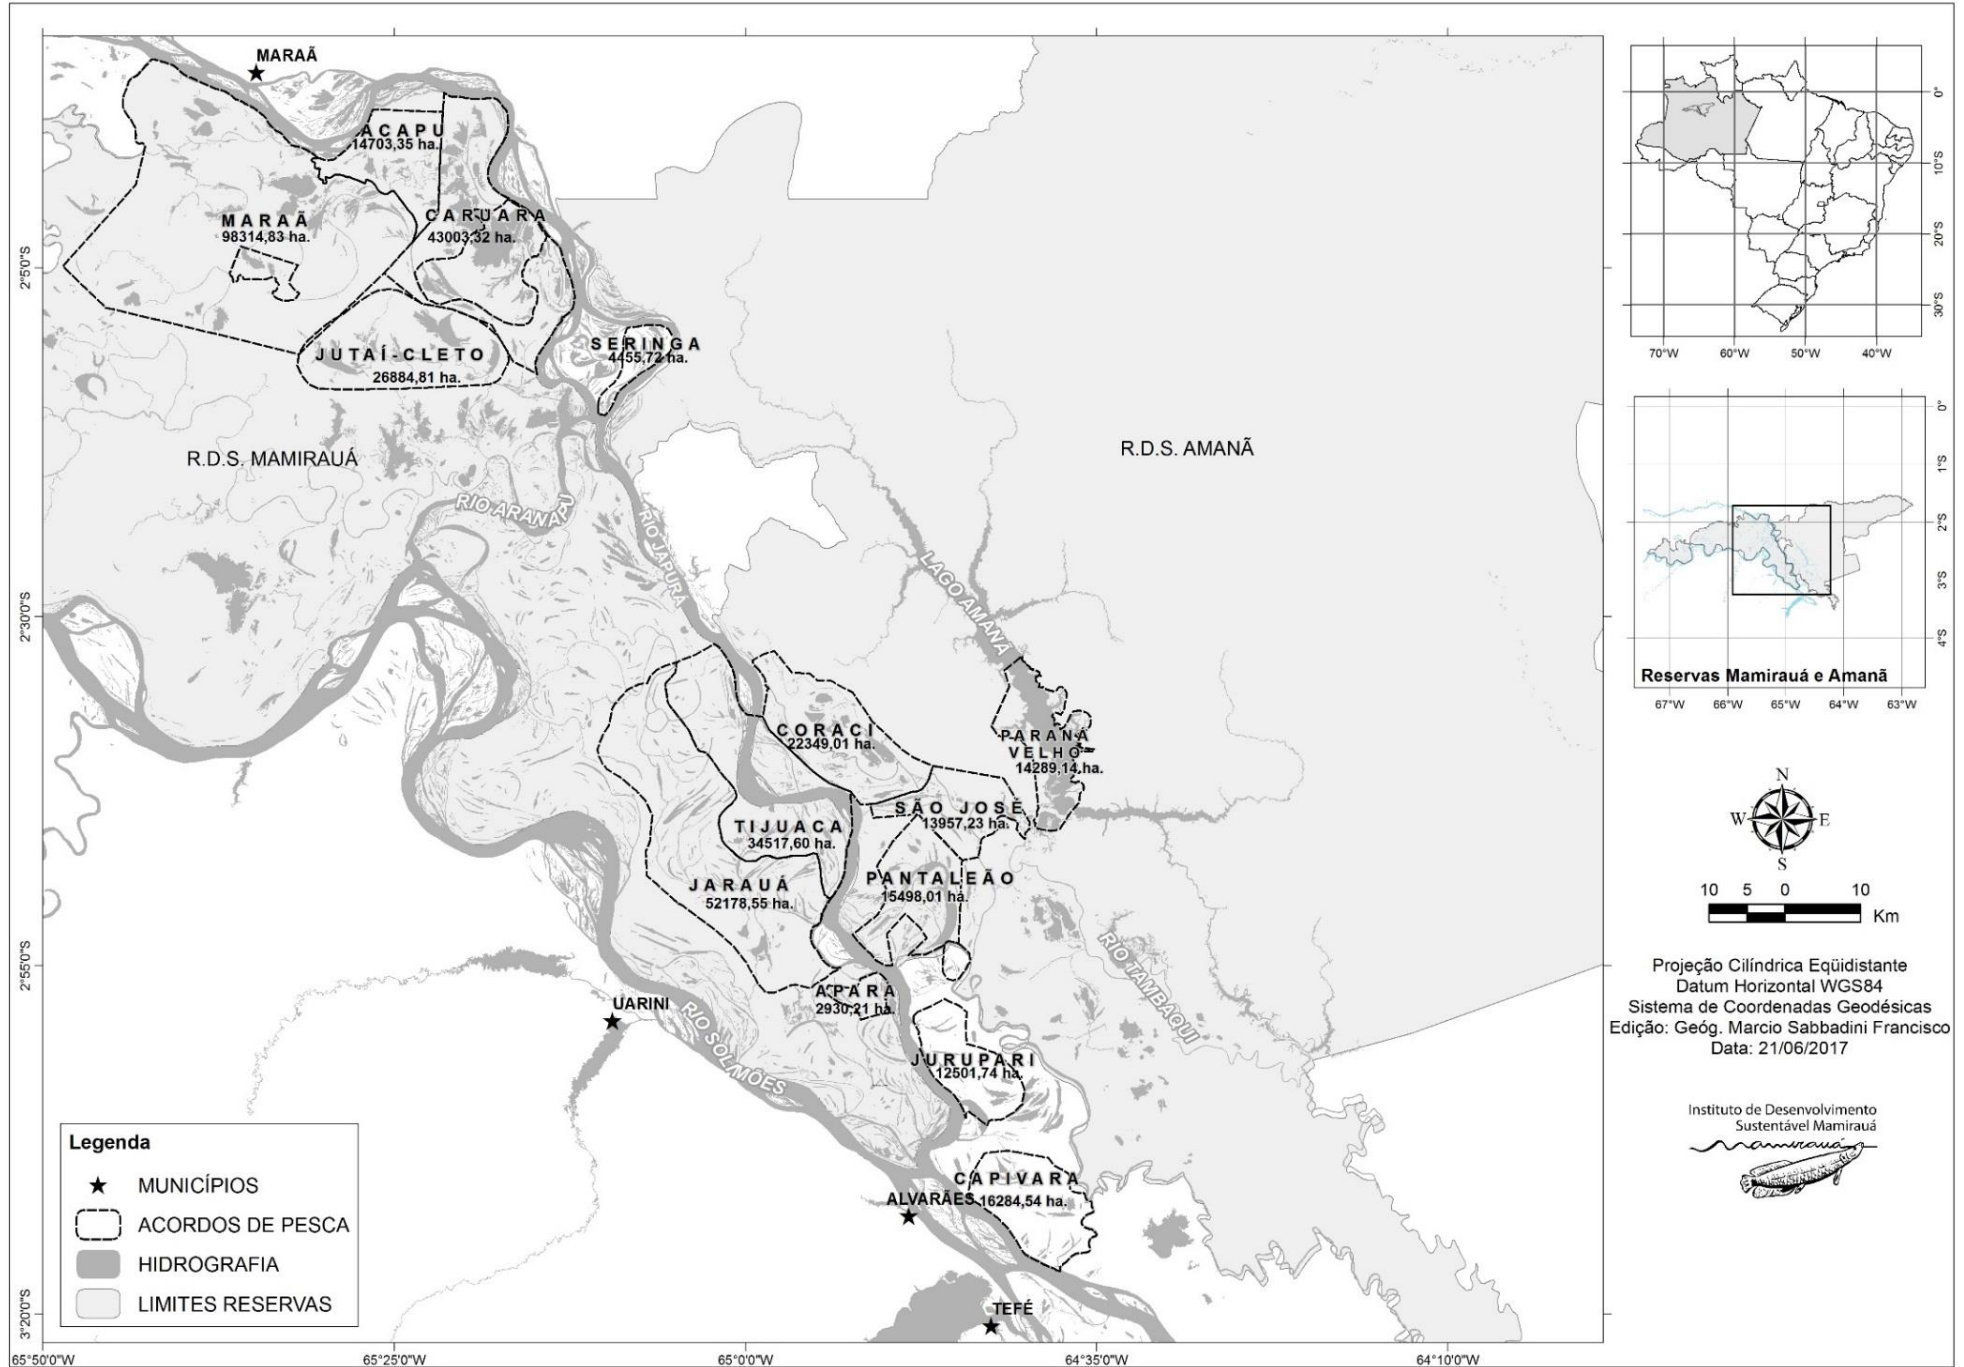 MARAÃ
ACAPU
14703,35 ha.
MARAÃ
98314,83 ha.
CARUARA
43003,32 ha.
JUTAÍ-CLETO
26884,81 ha.
SERINGA
4455,72 ha.
R.D.S. MAMIRAUÁ
R.D.S. AMANÃ
RIO ARANAPU
RIO JAPURA
LAGO AMANA
CORACI
22349,01 ha.
PARANA
VELHO
14289,14 ha.
SÃO JOSÉ
13957,23 ha.
TIJUACA
34517,60 ha.
JARAUÁ
52178,55 ha.
PANTALEÃO
15498,01 ha.
RIO TAMBAQUI
APARA
2930,21 ha.
UARINI
RIO SOLIMÕES
JURUPARI
12501,74 ha.
CAPIVARA
16284,54 ha.
ALVARÃES
TEFÉ
2°5'0"S
2°30'0"S
2°55'0"S
3°20'0"S
65°50'0"W
65°25'0"W
65°0'0"W
64°35'0"W
64°10'0"W
Legenda
MUNICÍPIOS
ACORDOS DE PESCA
HIDROGRAFIA
LIMITES RESERVAS
0°
10°S
20°S
30°S
70°W
60°W
50°W
40°W
0°
1°S
2°S
3°S
4°S
Reservas Mamirauá e Amanã
67°W
66°W
65°W
64°W
63°W
N
W
E
S
10 5 0 10
Km
Projeção Cilíndrica Eqüidistante
Datum Horizontal WGS84
Sistema de Coordenadas Geodésicas
Edição: Geóg. Marcio Sabbadini Francisco
Data: 21/06/2017
Instituto de Desenvolvimento
Sustentável Mamirauá
mamirauá